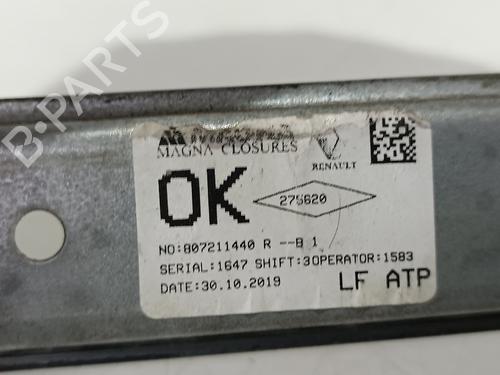 B-PARTS
MAGNA CLOSURES
RENAULT
OK
275620
NO:807211440 R --B 1
SERIAL:1647 SHIFT:3OPERATOR:1583
DATE:30.10.2019
LF ATP